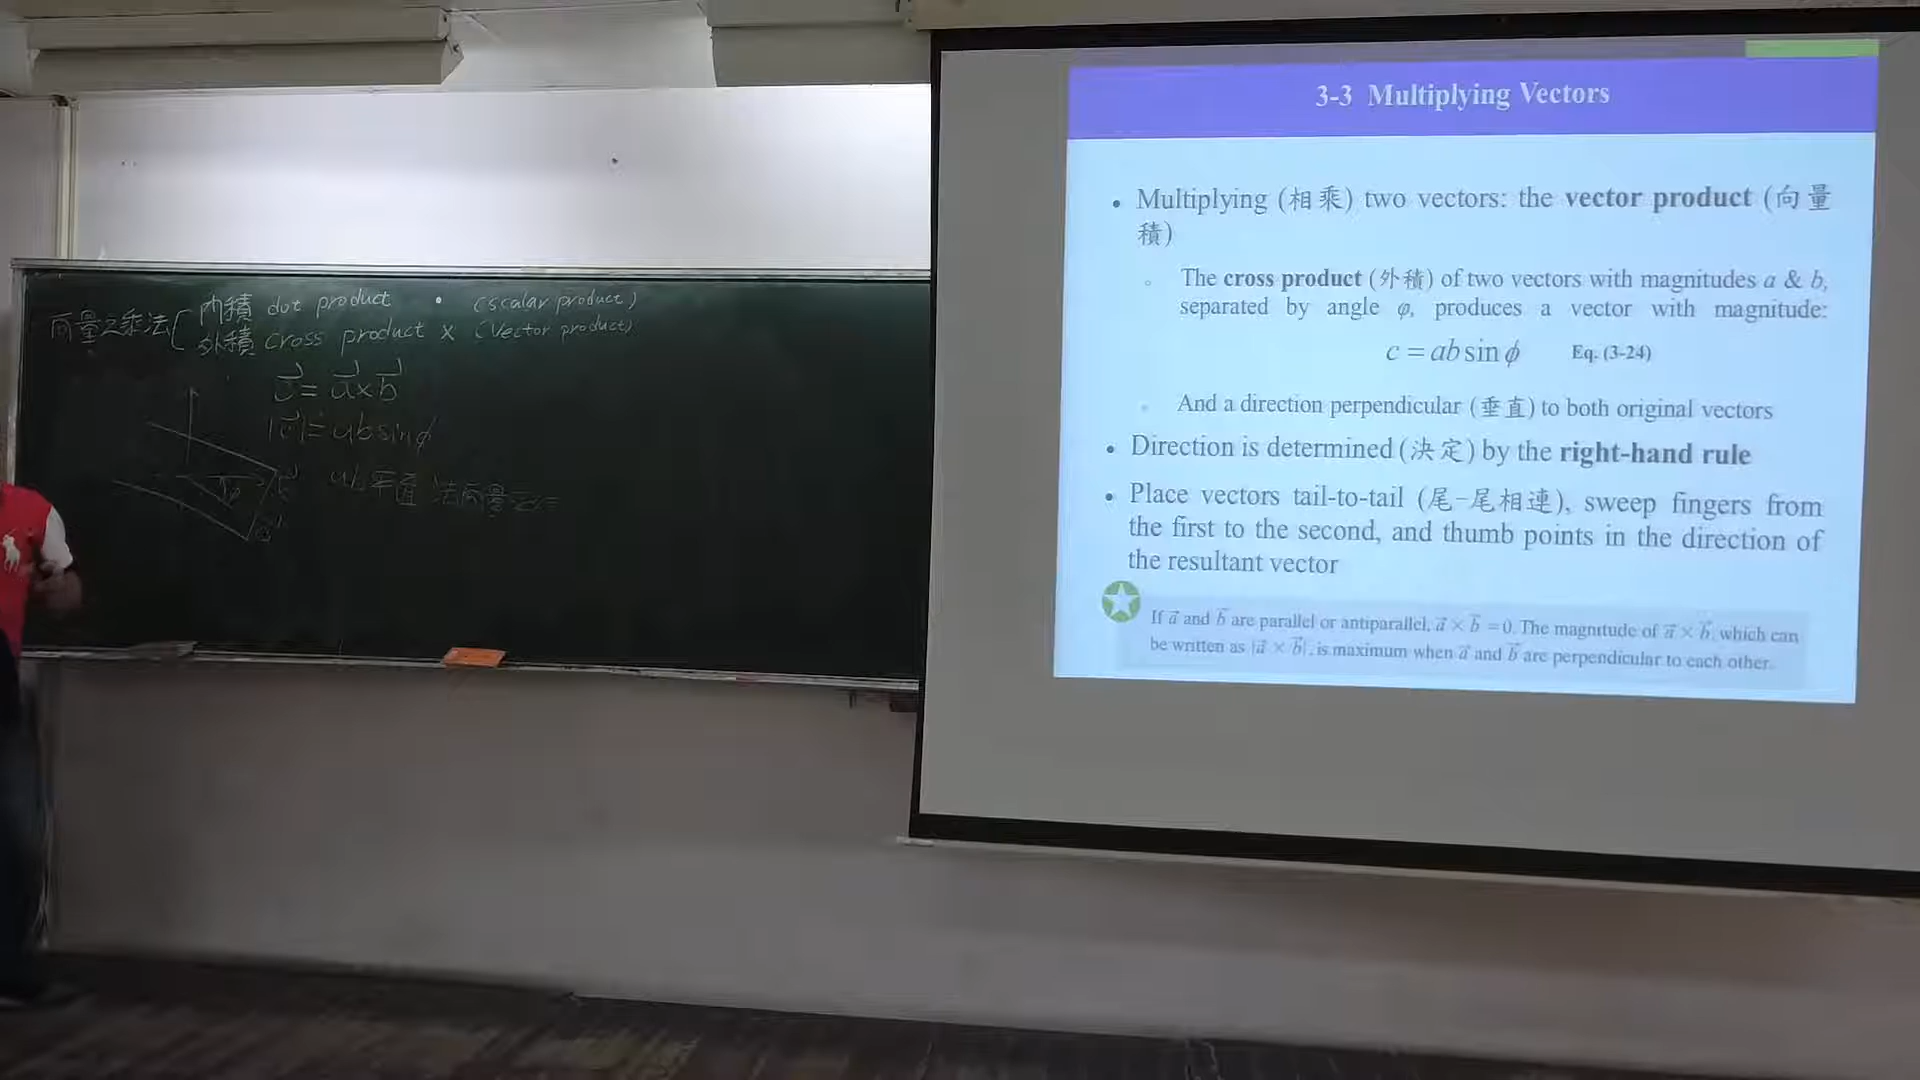 向量之乘法
內積 dot product · (scalar product)
外積 cross product × (Vector product)
c⃗ = a⃗ × b⃗
|c⃗| = ab sin ϕ
法向量
3-3 Multiplying Vectors
• Multiplying (相乘) two vectors: the vector product (向量
積)
◦ The cross product (外積) of two vectors with magnitudes a & b,
separated by angle φ, produces a vector with magnitude:
c = ab sin ϕ Eq. (3-24)
◦ And a direction perpendicular (垂直) to both original vectors
• Direction is determined (決定) by the right-hand rule
• Place vectors tail-to-tail (尾-尾相連), sweep fingers from
the first to the second, and thumb points in the direction of
the resultant vector
If a⃗ and b⃗ are parallel or antiparallel, a⃗ × b⃗ = 0. The magnitude of a⃗ × b⃗, which can
be written as |a⃗ × b⃗|, is maximum when a⃗ and b⃗ are perpendicular to each other.